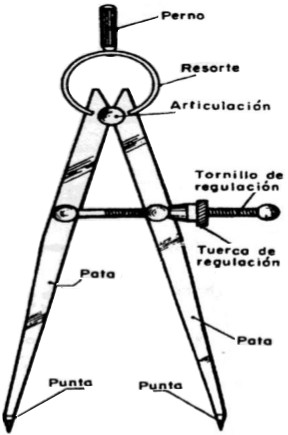 Perno
Resorte
Articulación
Tornillo de
regulación
Tuerca de
regulación
Pata
Pata
Punta
Punta